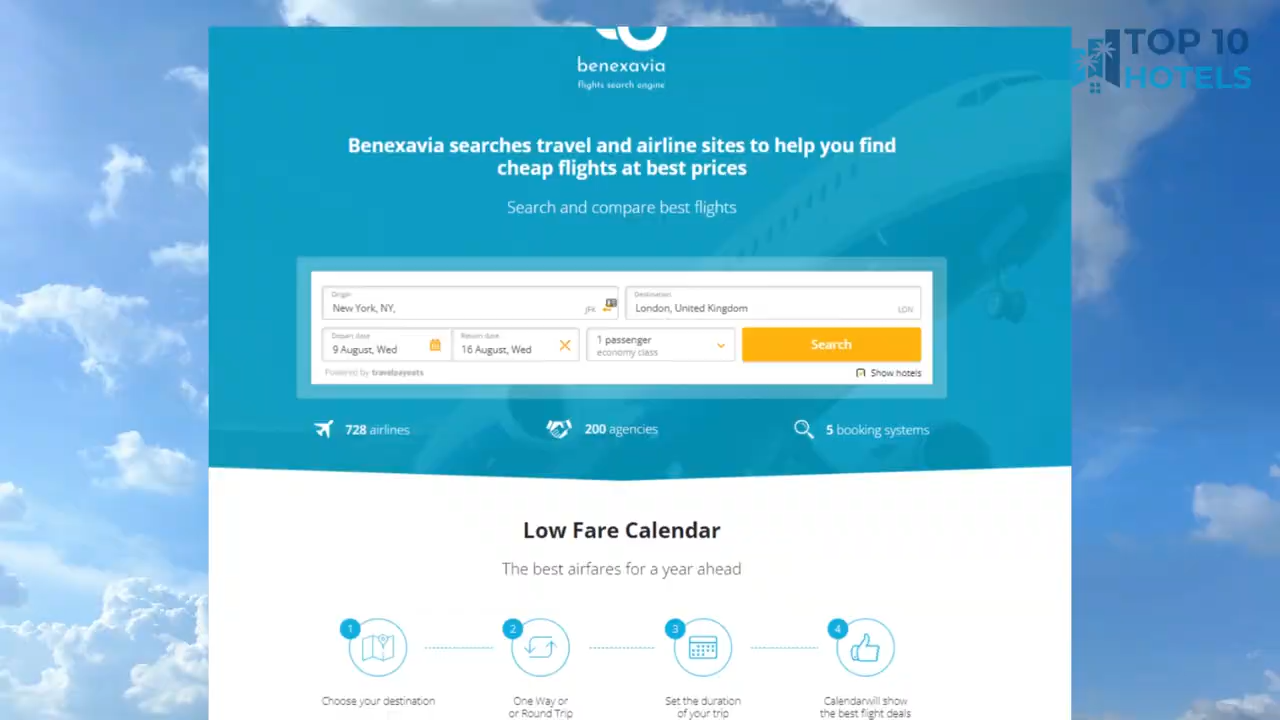 TOP 10
HOTELS
benexavia
flights search engine
Benexavia searches travel and airline sites to help you find
cheap flights at best prices
Search and compare best flights
Origin
New York, NY,
JFK
Destination
London, United Kingdom
LON
Depart date
9 August, Wed
Return date
16 August, Wed
1 passenger
economy class
Search
Powered by travelpayouts
Show hotels
728 airlines
200 agencies
5 booking systems
Low Fare Calendar
The best airfares for a year ahead
1
2
3
4
Choose your destination
One Way or
or Round Trip
Set the duration
of your trip
Calendarwill show
the best flight deals